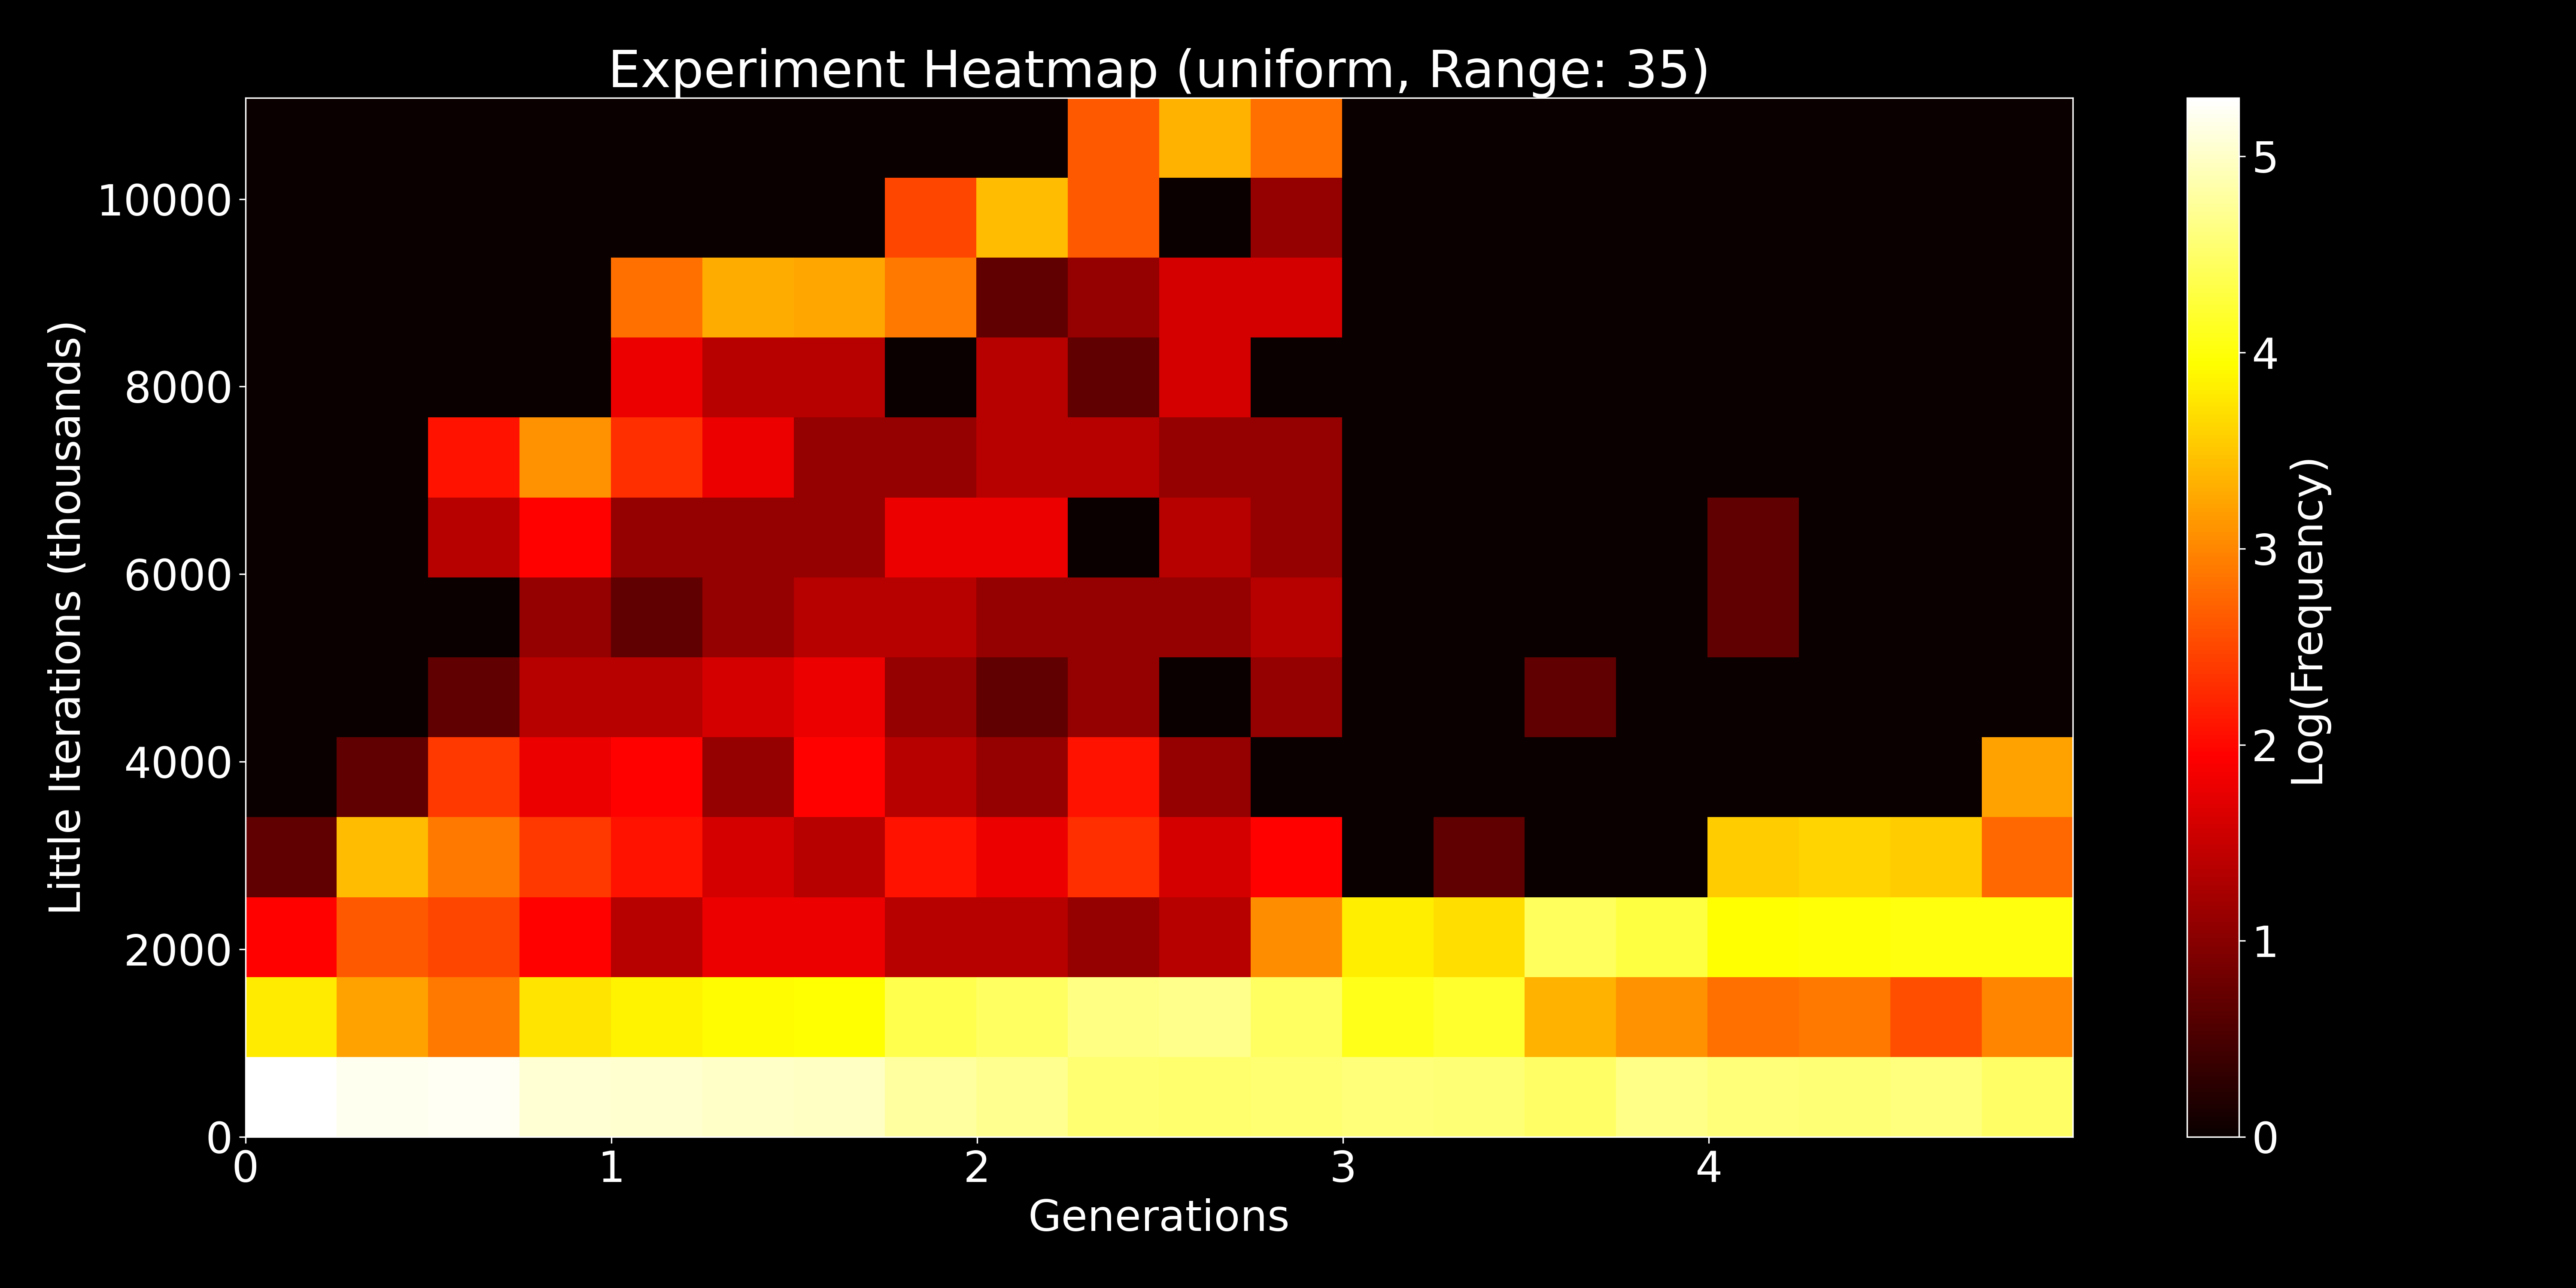 Experiment Heatmap (uniform, Range: 35)
10000
8000
6000
4000
2000
0
Little Iterations (thousands)
0 1 2 3 4
Generations
5
4
3
2
1
0
Log(Frequency)